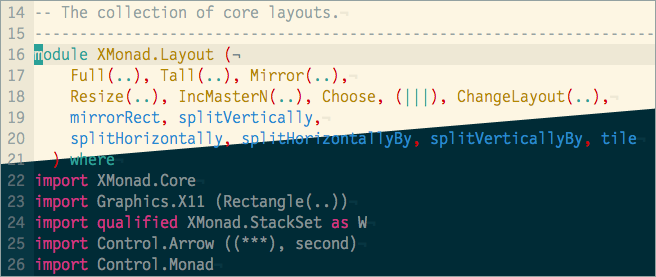 14 -- The collection of core layouts.¬
15 --------------------------------------------------------------------------
16 module XMonad.Layout (¬
17     Full(..), Tall(..), Mirror(..),¬
18     Resize(..), IncMasterN(..), Choose, (|||), ChangeLayout(..),¬
19     mirrorRect, splitVertically,¬
20     splitHorizontally, splitHorizontallyBy, splitVerticallyBy, tile¬
21   ) where¬
22 import XMonad.Core¬
23 import Graphics.X11 (Rectangle(..))¬
24 import qualified XMonad.StackSet as W¬
25 import Control.Arrow ((***), second)¬
26 import Control.Monad¬